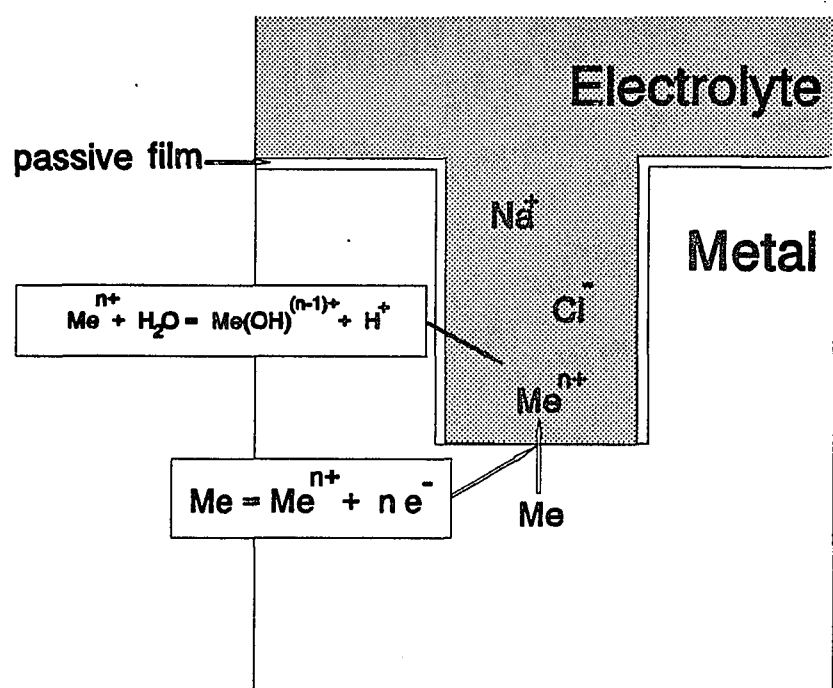 Electrolyte
passive film
Na⁺
Metal
Cl⁻
Meⁿ⁺ + H₂O = Me(OH)⁽ⁿ⁻¹⁾⁺ + H⁺
Meⁿ⁺
Me = Meⁿ⁺ + n e⁻
Me